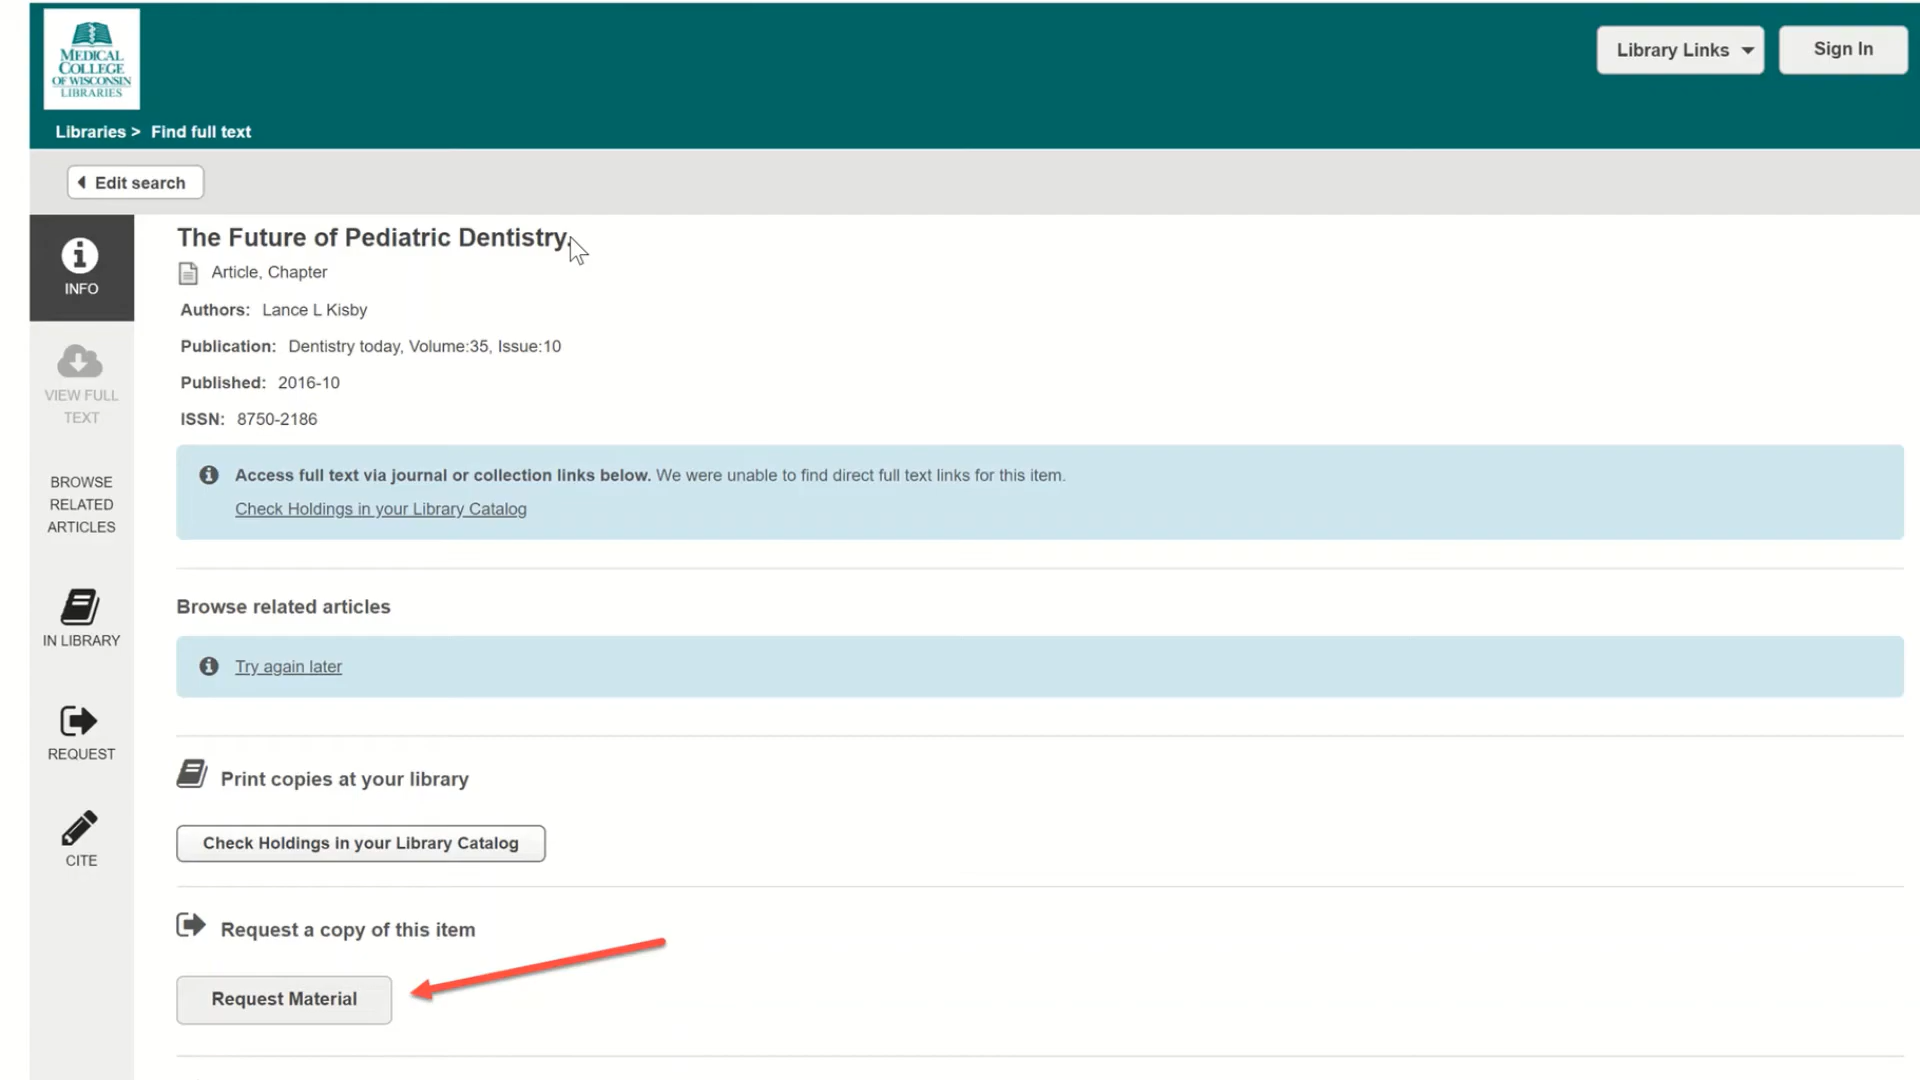 MEDICAL
COLLEGE
OF WISCONSIN
LIBRARIES
Library Links
Sign In
Libraries > Find full text
Edit search
INFO
VIEW FULL
TEXT
BROWSE
RELATED
ARTICLES
IN LIBRARY
REQUEST
CITE
The Future of Pediatric Dentistry.
Article, Chapter
Authors: Lance L Kisby
Publication: Dentistry today, Volume:35, Issue:10
Published: 2016-10
ISSN: 8750-2186
Access full text via journal or collection links below. We were unable to find direct full text links for this item.
Check Holdings in your Library Catalog
Browse related articles
Try again later
Print copies at your library
Check Holdings in your Library Catalog
Request a copy of this item
Request Material